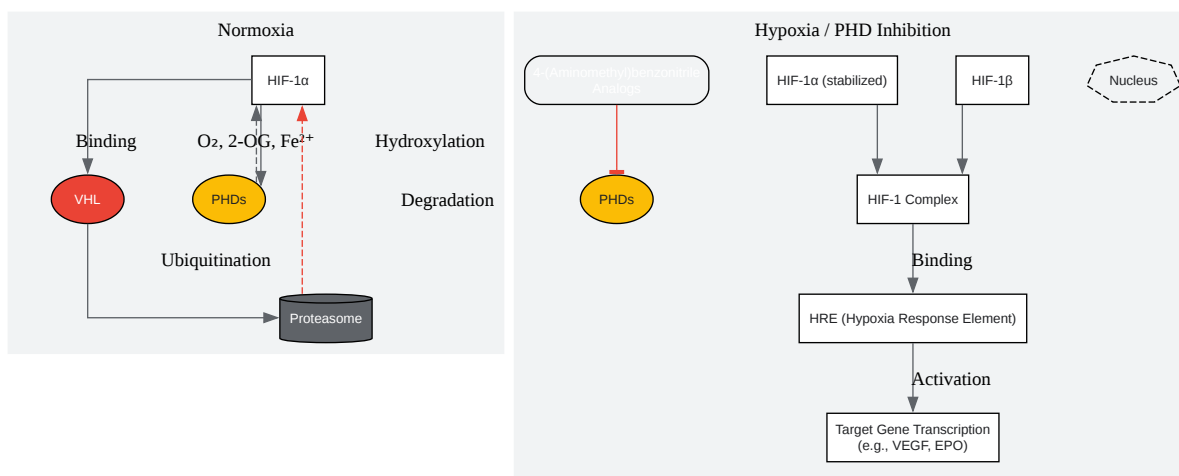 Normoxia
HIF-1α
Binding
O₂, 2-OG, Fe²⁺
Hydroxylation
VHL
PHDs
Degradation
Ubiquitination
Proteasome
Hypoxia / PHD Inhibition
4-(Aminomethyl)benzonitrile
Analogs
HIF-1α (stabilized)
HIF-1β
Nucleus
PHDs
HIF-1 Complex
Binding
HRE (Hypoxia Response Element)
Activation
Target Gene Transcription
(e.g., VEGF, EPO)